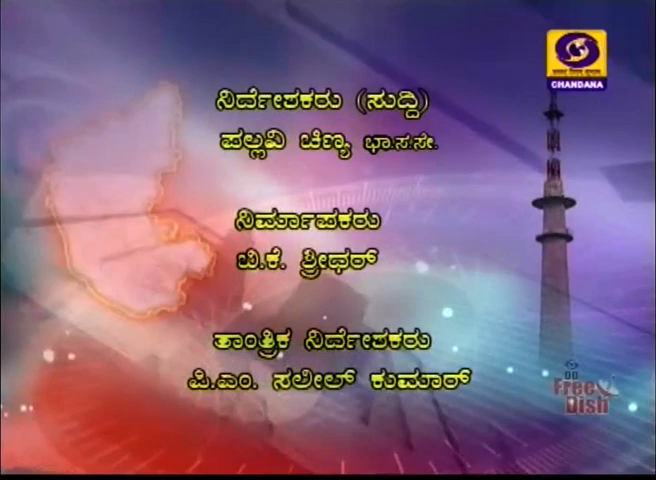 CHANDANA
ನಿರ್ದೇಶಕರು (ಸುದ್ದಿ)
ಪಲ್ಲವಿ ಚಿಣ್ಯ ಭಾ.ಸ.ಸೇ.
ನಿರ್ಮಾಪಕರು
ಬಿ.ಕೆ. ಶ್ರೀಧರ್
ತಾಂತ್ರಿಕ ನಿರ್ದೇಶಕರು
ಪಿ.ಎಂ. ಸಲೀಲ್ ಕುಮಾರ್
DD
Free
Dish